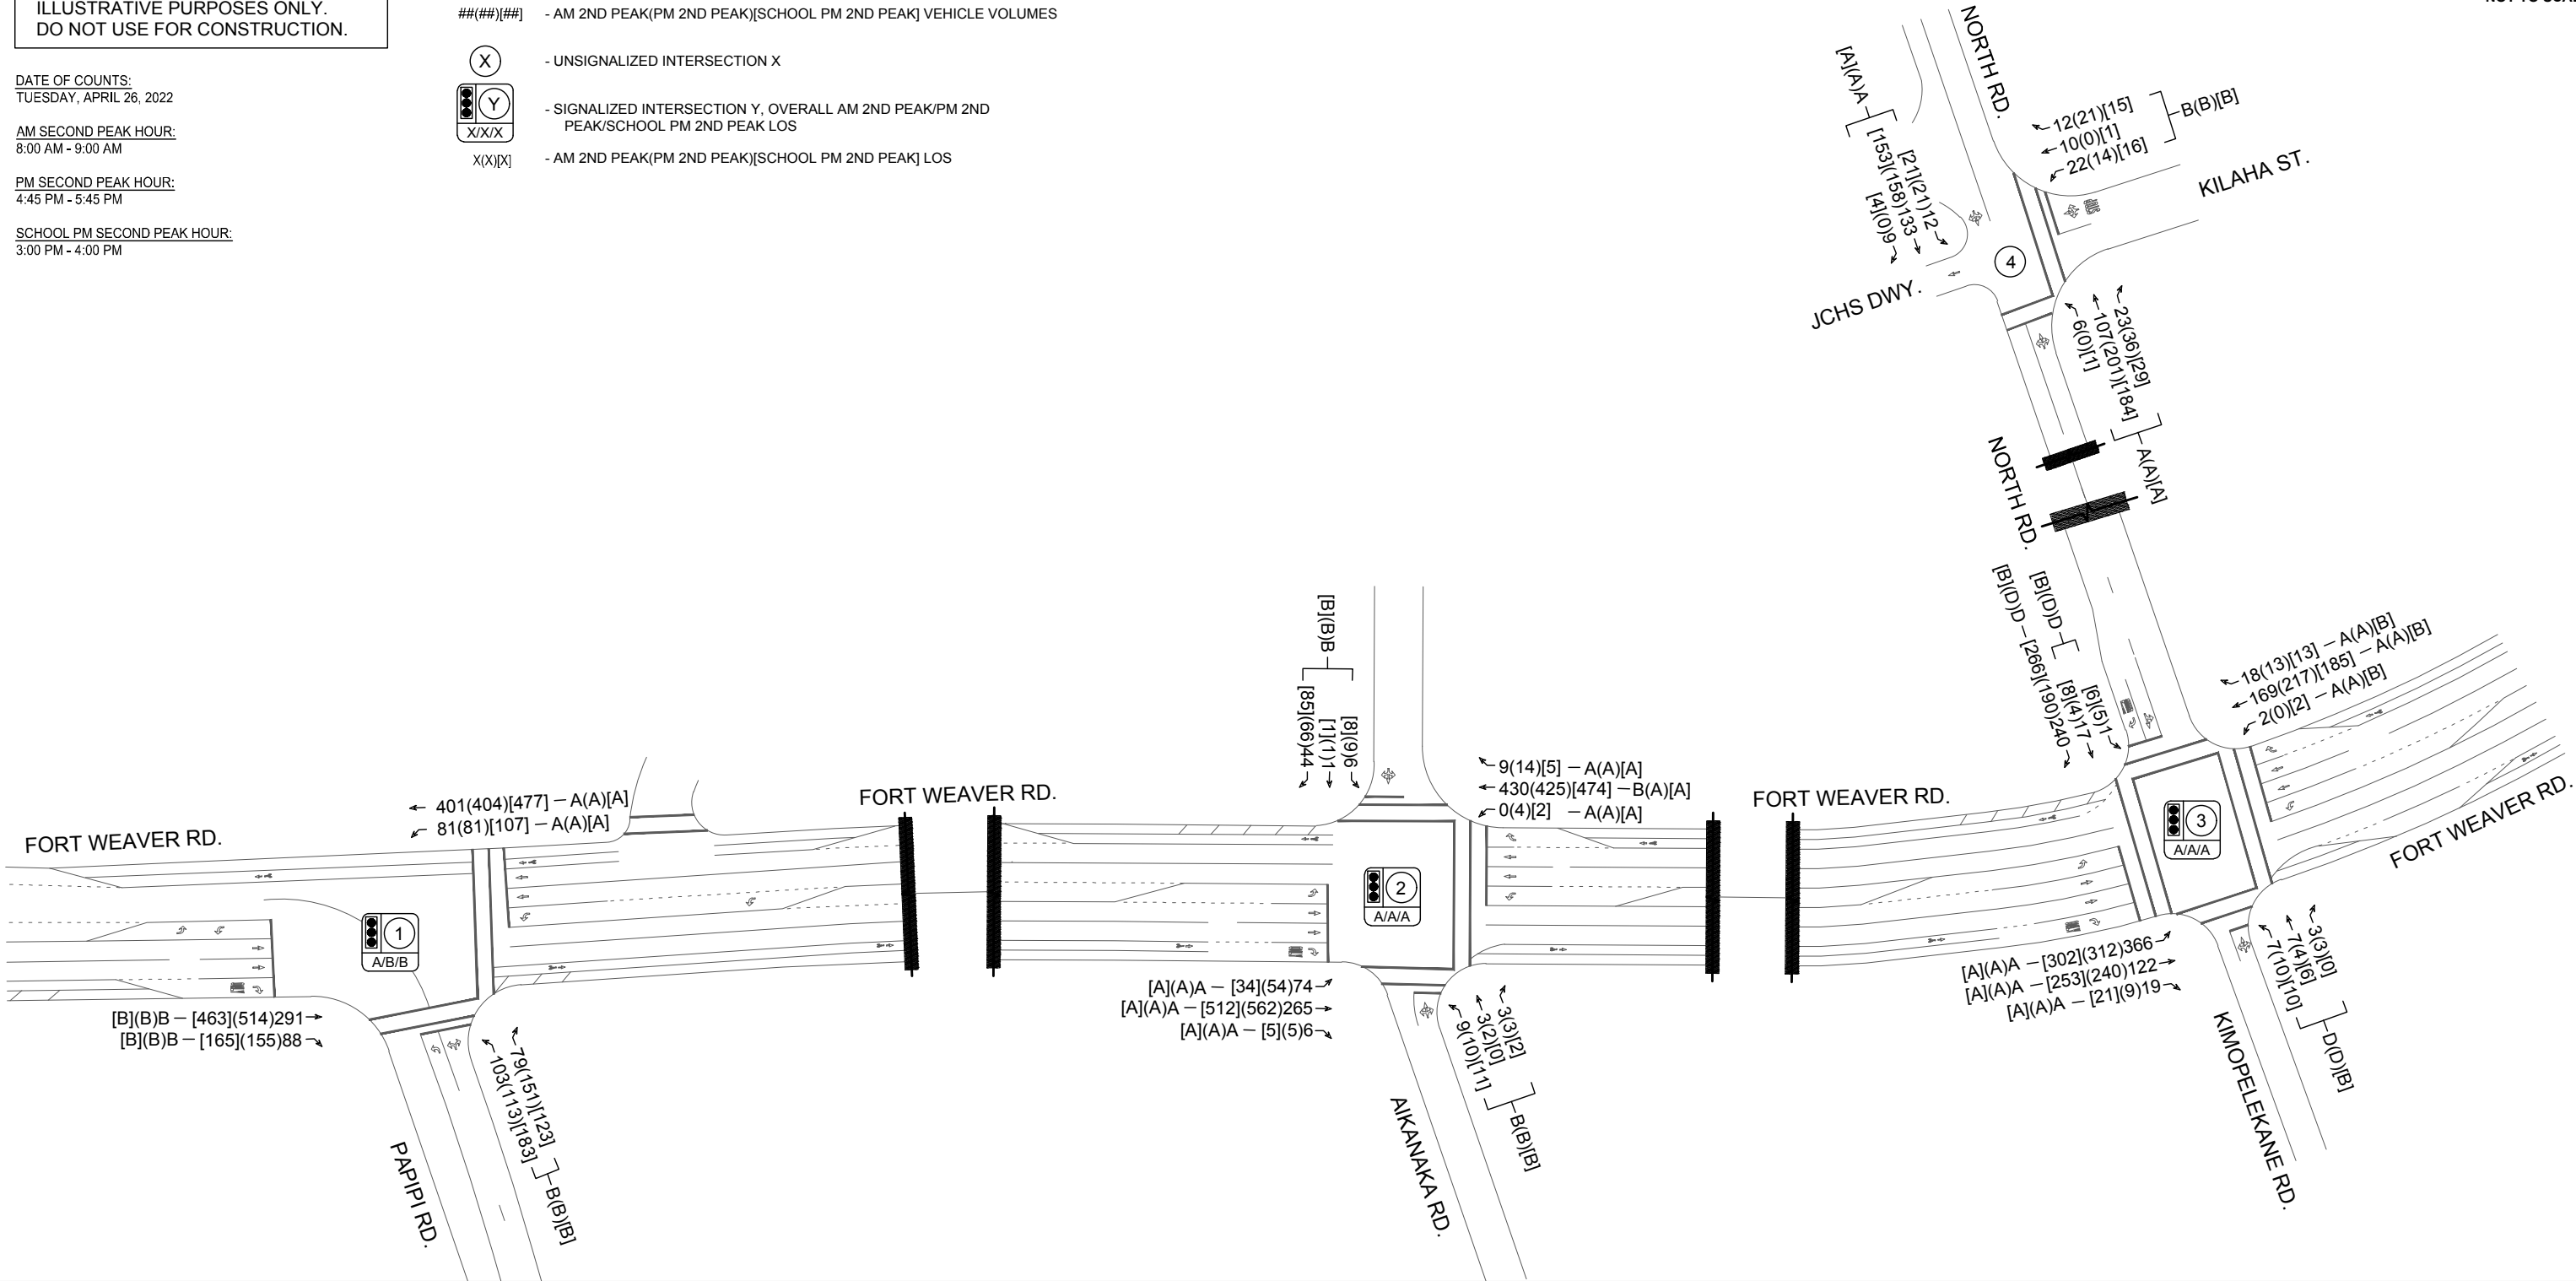 ILLUSTRATIVE PURPOSES ONLY.
DO NOT USE FOR CONSTRUCTION.
DATE OF COUNTS:
TUESDAY, APRIL 26, 2022
AM SECOND PEAK HOUR:
8:00 AM - 9:00 AM
PM SECOND PEAK HOUR:
4:45 PM - 5:45 PM
SCHOOL PM SECOND PEAK HOUR:
3:00 PM - 4:00 PM
##(##)[##] - AM 2ND PEAK(PM 2ND PEAK)[SCHOOL PM 2ND PEAK] VEHICLE VOLUMES
X - UNSIGNALIZED INTERSECTION X
Y
X/X/X
- SIGNALIZED INTERSECTION Y, OVERALL AM 2ND PEAK/PM 2ND
PEAK/SCHOOL PM 2ND PEAK LOS
X(X)[X] - AM 2ND PEAK(PM 2ND PEAK)[SCHOOL PM 2ND PEAK] LOS
NORTH RD.
[A](A)A
[21](21)12
[153](158)133
[4](0)9
12(21)[15]
10(0)[1]
22(14)[16]
B(B)[B]
KILAHA ST.
4
JCHS DWY.
23(36)[29]
107(201)[184]
6(0)[1]
A(A)[A]
NORTH RD.
[B](D)D
[B](D)D – [266](190)240
[8](4)17
[6](5)1
18(13)[13] – A(A)[B]
169(217)[185] – A(A)[B]
2(0)[2] – A(A)[B]
FORT WEAVER RD.
3
A/A/A
[A](A)A – [302](312)366
[A](A)A – [253](240)122
[A](A)A – [21](9)19
3(3)[0]
7(4)[6]
7(10)[10]
D(D)[B]
KIMOPELEKANE RD.
FORT WEAVER RD.
[B](B)B
[8](9)6
[1](1)1
[85](66)44
9(14)[5] – A(A)[A]
430(425)[474] – B(A)[A]
0(4)[2] – A(A)[A]
2
A/A/A
[A](A)A – [34](54)74
[A](A)A – [512](562)265
[A](A)A – [5](5)6
3(3)[2]
3(2)[0]
9(10)[11]
B(B)[B]
AIKANAKA RD.
FORT WEAVER RD.
401(404)[477] – A(A)[A]
81(81)[107] – A(A)[A]
FORT WEAVER RD.
1
A/B/B
[B](B)B – [463](514)291
[B](B)B – [165](155)88
79(151)[123]
103(113)[183]
B(B)[B]
PAPIPI RD.